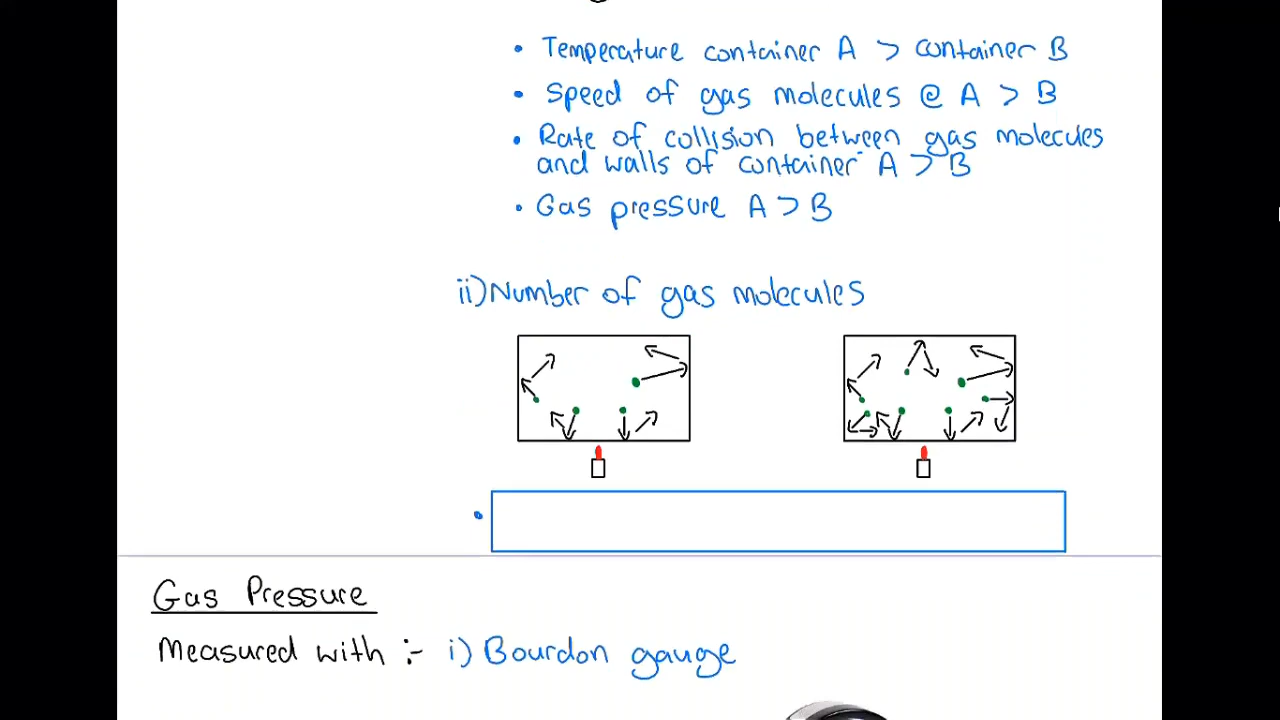 • Temperature container A > container B
• Speed of gas molecules @ A > B
• Rate of collision between gas molecules
and walls of container A > B
• Gas pressure A > B
ii) Number of gas molecules
•
Gas Pressure
Measured with :- i) Bourdon gauge